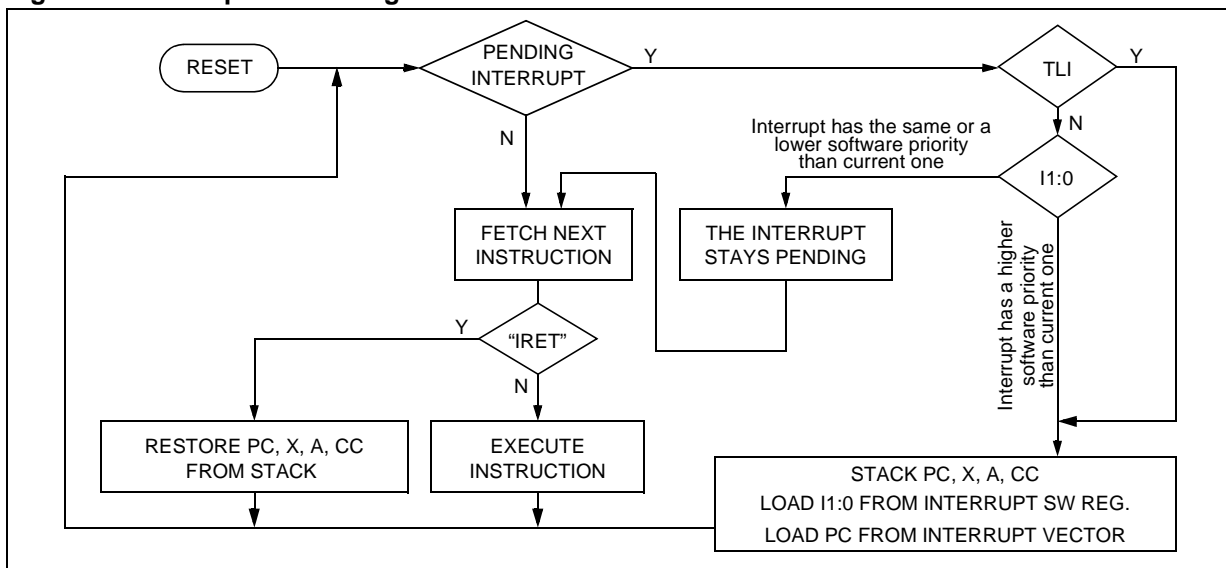 RESET
PENDING
INTERRUPT
Y
TLI
Y
N
N
Interrupt has the same or a
lower software priority
than current one
I1:0
FETCH NEXT
INSTRUCTION
THE INTERRUPT
STAYS PENDING
Interrupt has a higher
software priority
than current one
Y
“IRET”
N
RESTORE PC, X, A, CC
FROM STACK
EXECUTE
INSTRUCTION
STACK PC, X, A, CC
LOAD I1:0 FROM INTERRUPT SW REG.
LOAD PC FROM INTERRUPT VECTOR